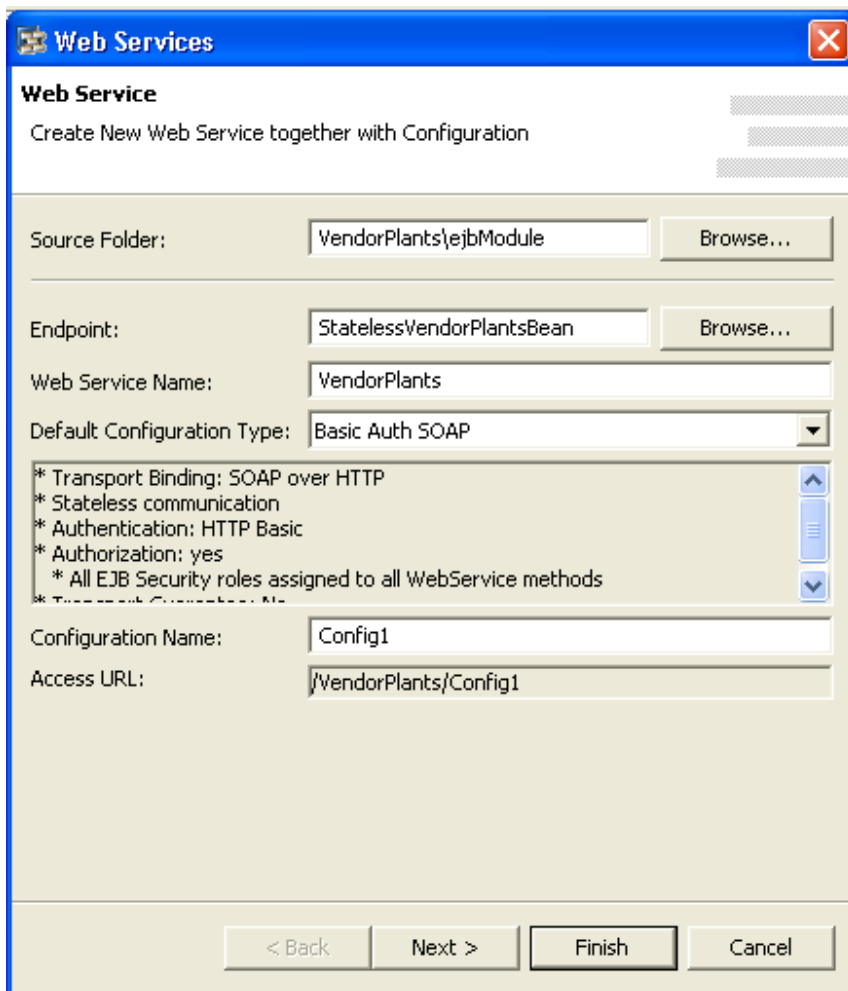 Web Services
Web Service
Create New Web Service together with Configuration
Source Folder: VendorPlants\ejbModule Browse...
Endpoint: StatelessVendorPlantsBean Browse...
Web Service Name: VendorPlants
Default Configuration Type: Basic Auth SOAP
* Transport Binding: SOAP over HTTP
* Stateless communication
* Authentication: HTTP Basic
* Authorization: yes
* All EJB Security roles assigned to all WebService methods
Configuration Name: Config1
Access URL: /VendorPlants/Config1
< Back Next > Finish Cancel